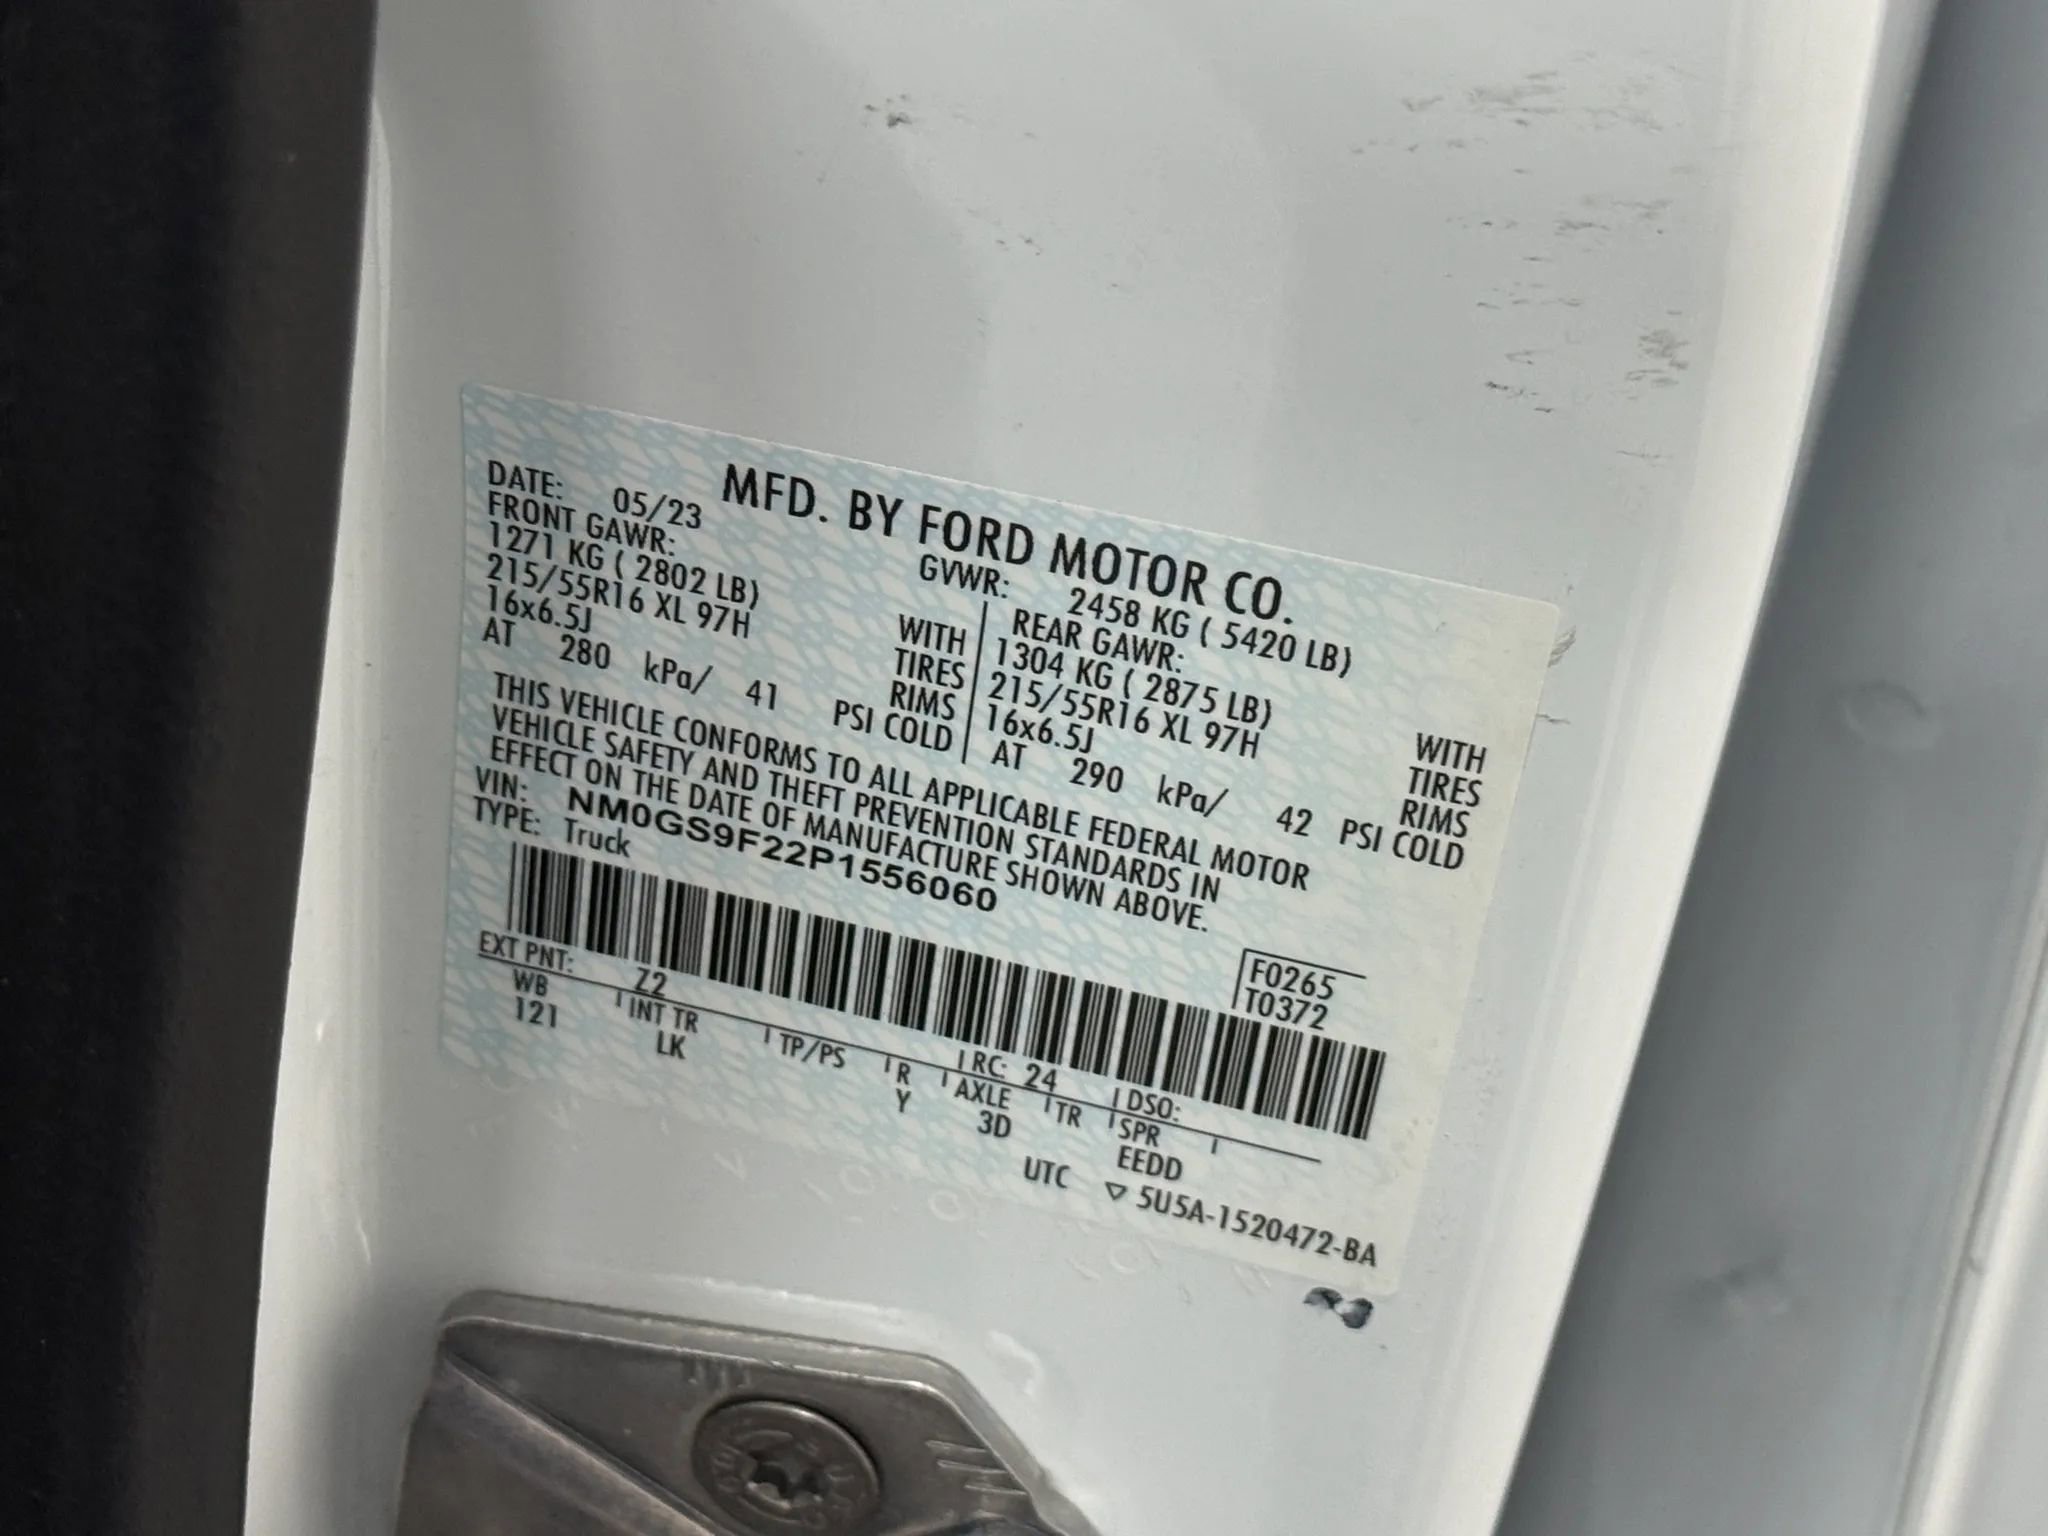 MFD. BY FORD MOTOR CO.
DATE: 05/23 GVWR: 2458 KG ( 5420 LB)
FRONT GAWR: REAR GAWR:
1271 KG ( 2802 LB) WITH 1304 KG ( 2875 LB) WITH
215/55R16 XL 97H TIRES 215/55R16 XL 97H TIRES
16x6.5J RIMS 16x6.5J RIMS
AT 280 kPa/ 41 PSI COLD AT 290 kPa/ 42 PSI COLD
THIS VEHICLE CONFORMS TO ALL APPLICABLE FEDERAL MOTOR
VEHICLE SAFETY AND THEFT PREVENTION STANDARDS IN
EFFECT ON THE DATE OF MANUFACTURE SHOWN ABOVE.
VIN: NM0GS9F22P1556060
TYPE: Truck
F0265
T0372
EXT PNT: Z2 RC: 24 DSO:
WB INT TR TP/PS R AXLE TR SPR
121 LK Y 3D EEDD
UTC ▽ 5U5A-1520472-BA